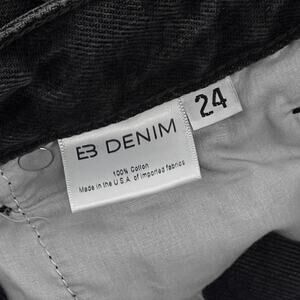 EB DENIM
24
100% Cotton
Made in the U.S.A. of imported fabrics